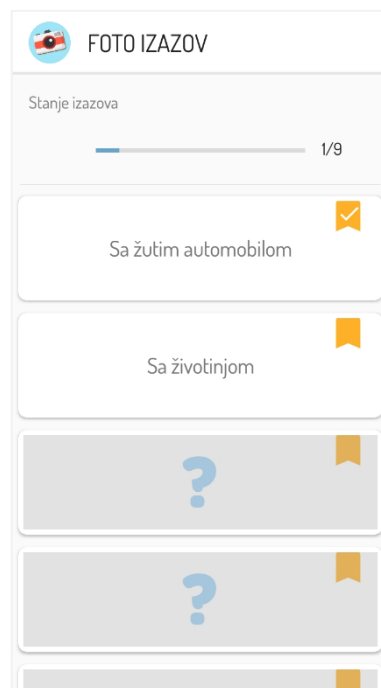 FOTO IZAZOV
Stanje izazova
1/9
Sa žutim automobilom
Sa životinjom
?
?